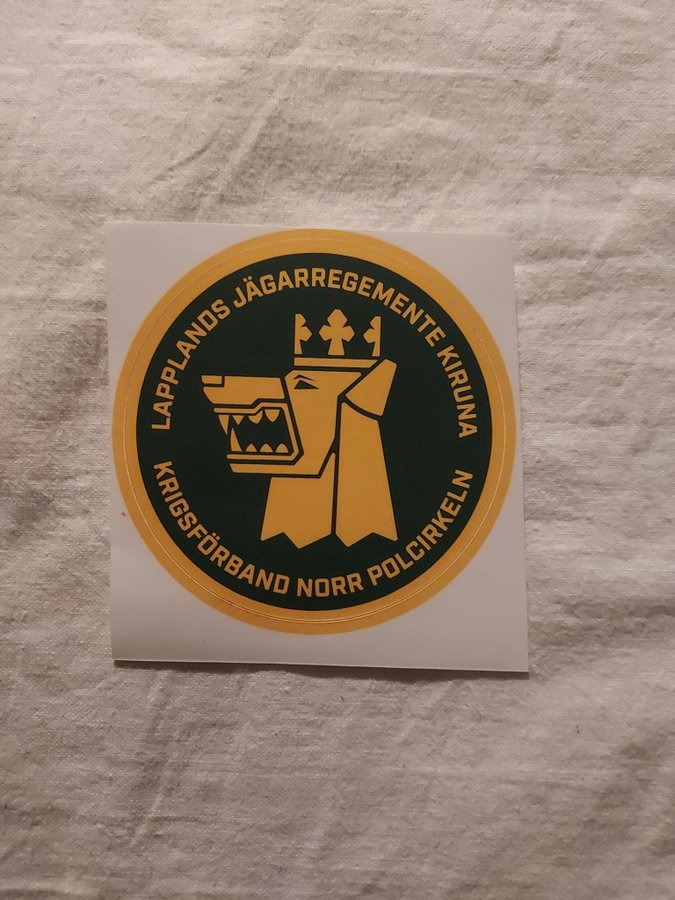 LAPPLANDS JÄGARREGEMENTE KIRUNA
KRIGSFÖRBAND NORR POLCIRKELN